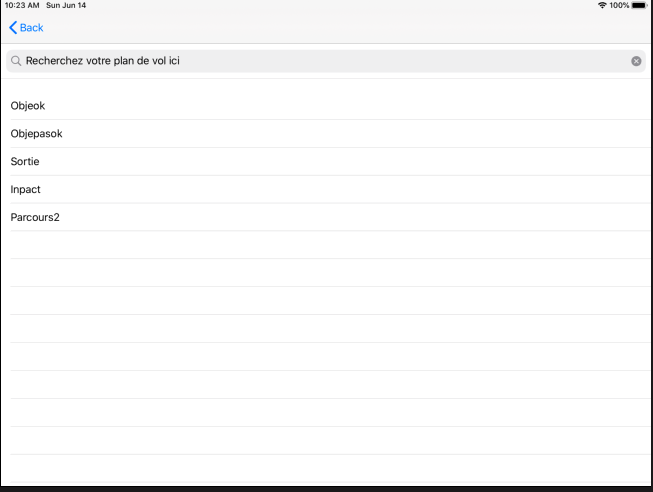 10:23 AM Sun Jun 14
100%
Back
Recherchez votre plan de vol ici
Objeok
Objepasok
Sortie
Inpact
Parcours2